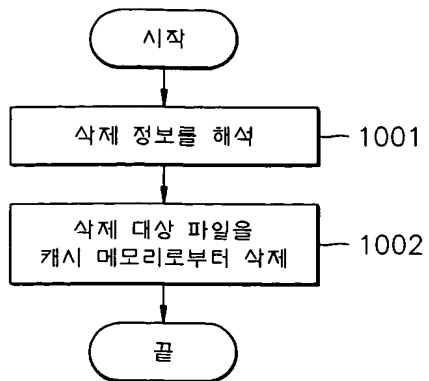 시작
삭제 정보를 해석
1001
삭제 대상 파일을
캐시 메모리로부터 삭제
1002
끝